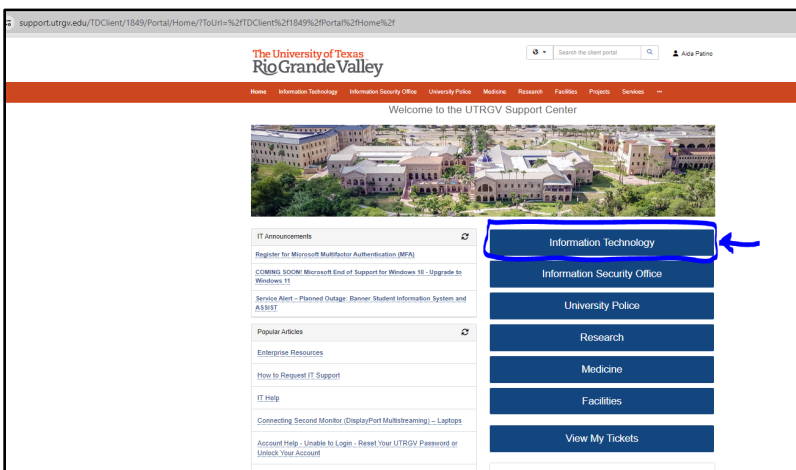 support.utrgv.edu/TDClient/1849/Portal/Home/?ToUrl=%2fTDClient%2f1849%2fPortal%2fHome%2f
The University of Texas
RioGrande Valley
Search the client portal
Aida Patino
Home Information Technology Information Security Office University Police Medicine Research Facilities Projects Services ···
Welcome to the UTRGV Support Center
IT Announcements
Register for Microsoft Multifactor Authentication (MFA)
COMING SOON! Microsoft End of Support for Windows 10 - Upgrade to
Windows 11
Service Alert – Planned Outage: Banner Student Information System and
ASSIST
Popular Articles
Enterprise Resources
How to Request IT Support
IT Help
Connecting Second Monitor (DisplayPort Multistreaming) – Laptops
Account Help - Unable to Login - Reset Your UTRGV Password or
Unlock Your Account
Information Technology
Information Security Office
University Police
Research
Medicine
Facilities
View My Tickets